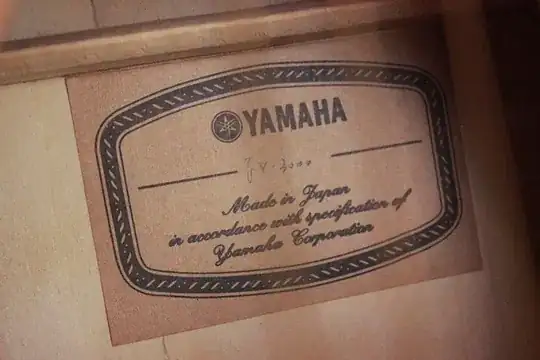 YAMAHA
Made in Japan
in accordance with specification of
Yamaha Corporation